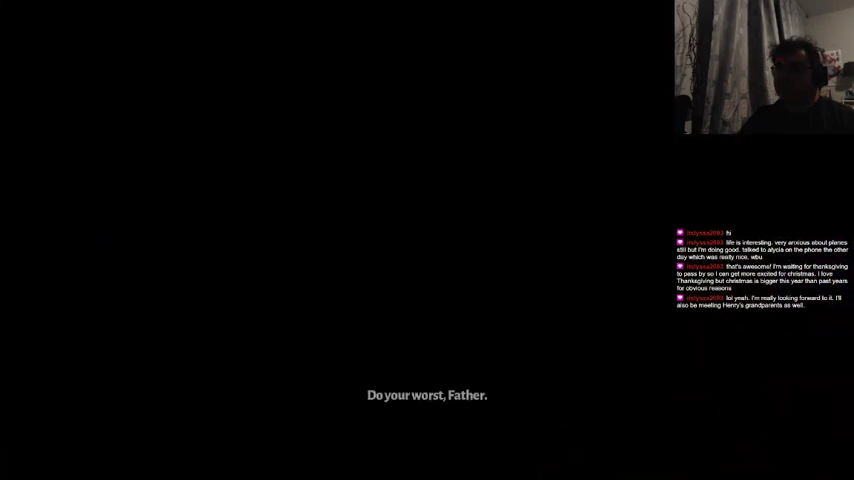 hi
life is interesting. very anxious about planes
still but I'm doing good. talked to alycia on the phone the other
day which was really nice. wbu
that's awesome! I'm waiting for thanksgiving
to pass by so I can get more excited for christmas. I love
Thanksgiving but christmas is bigger this year than past years
for obvious reasons
lol yeah. I'm really looking forward to it. I'll
also be meeting Henry's grandparents as well.
Do your worst, Father.